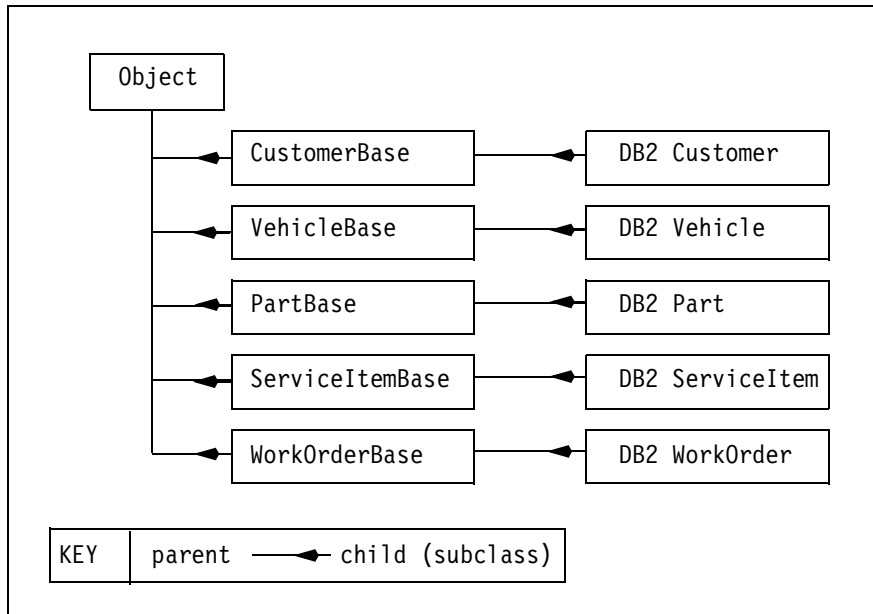 Object
CustomerBase DB2 Customer
VehicleBase DB2 Vehicle
PartBase DB2 Part
ServiceItemBase DB2 ServiceItem
WorkOrderBase DB2 WorkOrder
KEY parent child (subclass)